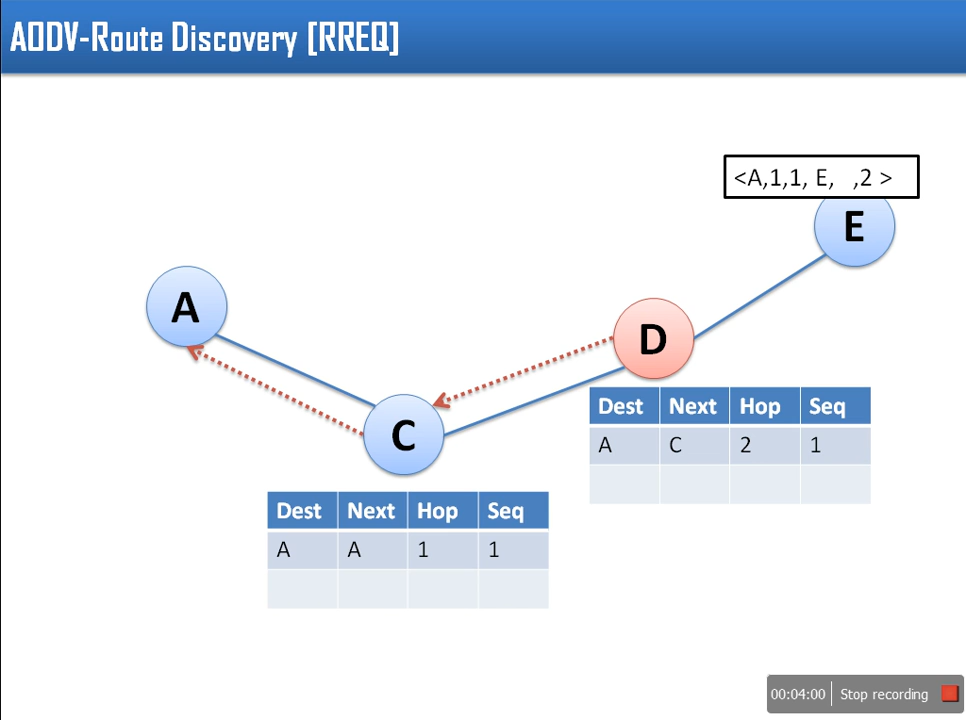 AODV-Route Discovery [RREQ]
<A,1,1, E,   ,2 >
E
A
D
C
Dest Next Hop Seq
A C 2 1
Dest Next Hop Seq
A A 1 1
00:04:00 Stop recording